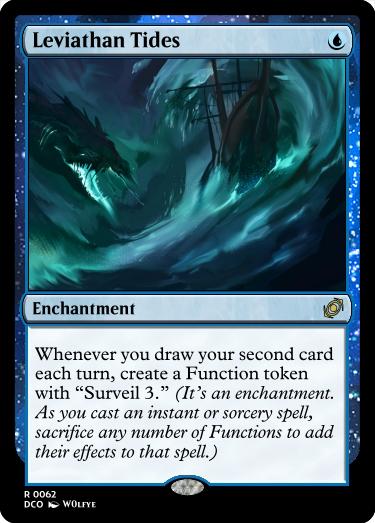 Leviathan Tides
Enchantment
Whenever you draw your second card
each turn, create a Function token
with “Surveil 3.” (It's an enchantment.
As you cast an instant or sorcery spell,
sacrifice any number of Functions to add
their effects to that spell.)
R 0062
DCO W0LFYE